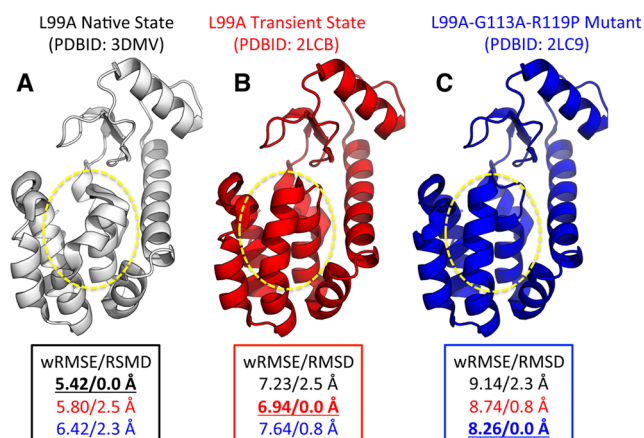 L99A Native State
(PDBID: 3DMV)
L99A Transient State
(PDBID: 2LCB)
L99A-G113A-R119P Mutant
(PDBID: 2LC9)
A
B
C
wRMSE/RSMD
5.42/0.0 Å
5.80/2.5 Å
6.42/2.3 Å
wRMSE/RMSD
7.23/2.5 Å
6.94/0.0 Å
7.64/0.8 Å
wRMSE/RMSD
9.14/2.3 Å
8.74/0.8 Å
8.26/0.0 Å